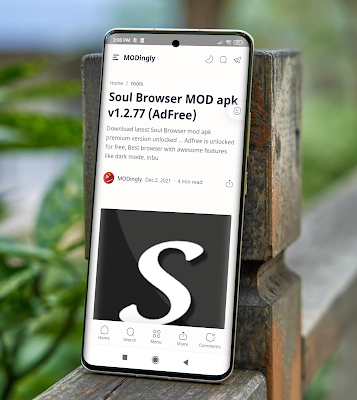 3:00 PM
MODingly
Home / tools
Soul Browser MOD apk
v1.2.77 (AdFree)
Download latest Soul Browser mod apk
premium version unlocked ... Adfree is unlocked
for free, Best browser with awesome features
like dark mode, inbu
MODingly Dec 2, 2021 - 4 min read
S
Home Search Menu Share Comments